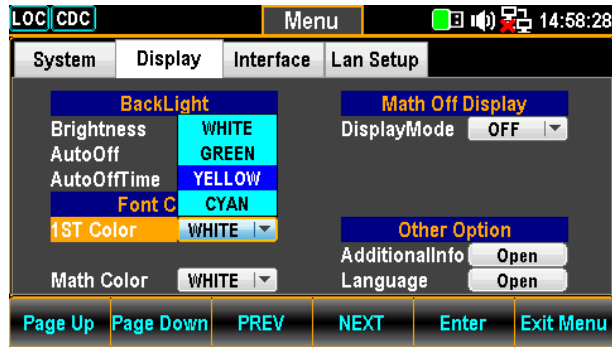 LOC CDC Menu 14:58:28
System Display Interface Lan Setup
BackLight Math Off Display
Brightness WHITE DisplayMode OFF
AutoOff GREEN
AutoOffTime YELLOW
Font C CYAN Other Option
1ST Color WHITE AdditionalInfo Open
Math Color WHITE Language Open
Page Up Page Down PREV NEXT Enter Exit Menu